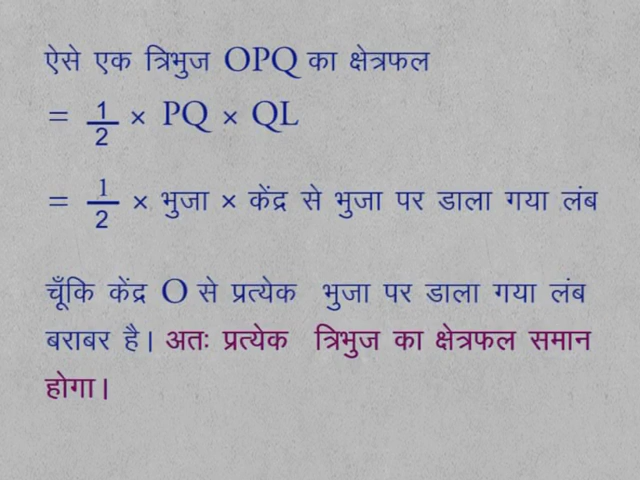 ऐसे एक त्रिभुज OPQ का क्षेत्रफल
= 1/2 × PQ × QL
= 1/2 × भुजा × केंद्र से भुजा पर डाला गया लंब
चूँकि केंद्र O से प्रत्येक भुजा पर डाला गया लंब
बराबर है। अतः प्रत्येक त्रिभुज का क्षेत्रफल समान
होगा।